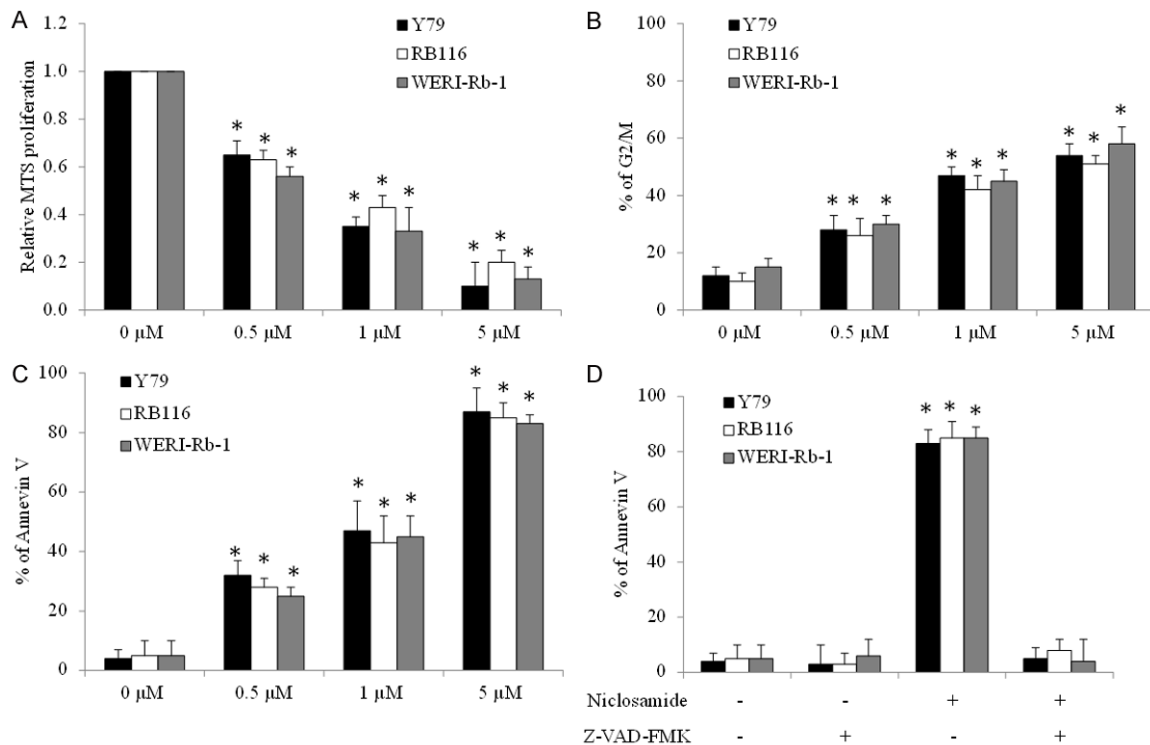 A
Relative MTS proliferation
1.2
1.0
0.8
0.6
0.4
0.2
0.0
Y79
RB116
WERI-Rb-1
* * *
* * *
* * *
0 µM 0.5 µM 1 µM 5 µM
B
% of G2/M
100
80
60
40
20
0
Y79
RB116
WERI-Rb-1
* * *
* * *
* * *
0 µM 0.5 µM 1 µM 5 µM
C
% of Annevin V
100
80
60
40
20
0
Y79
RB116
WERI-Rb-1
* * *
* * *
* * *
0 µM 0.5 µM 1 µM 5 µM
D
% of Annevin V
100
80
60
40
20
0
Y79
RB116
WERI-Rb-1
* * *
Niclosamide - - + +
Z-VAD-FMK - + - +